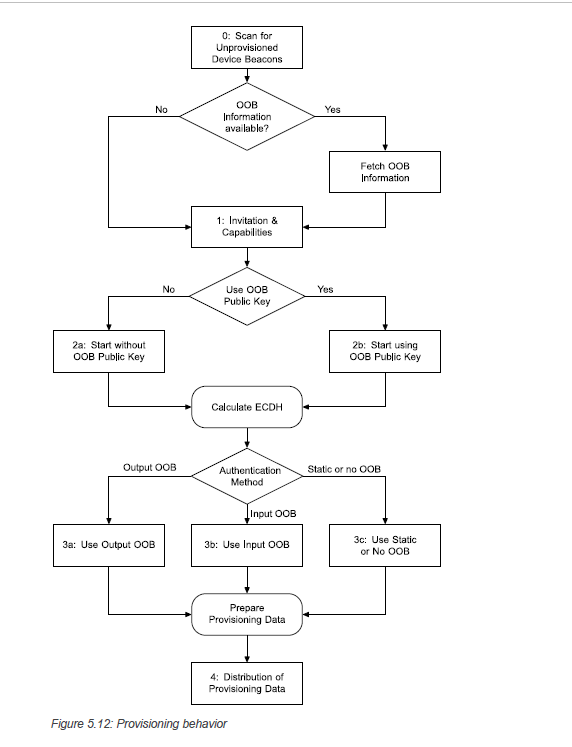 0: Scan for
Unprovisioned
Device Beacons
OOB
Information
available?
No
Yes
Fetch OOB
Information
1: Invitation &
Capabilities
Use OOB
Public Key
No
Yes
2a: Start without
OOB Public Key
2b: Start using
OOB Public Key
Calculate ECDH
Authentication
Method
Output OOB
Static or no OOB
Input OOB
3a: Use Output OOB
3b: Use Input OOB
3c: Use Static
or No OOB
Prepare
Provisioning Data
4: Distribution of
Provisioning Data
Figure 5.12: Provisioning behavior